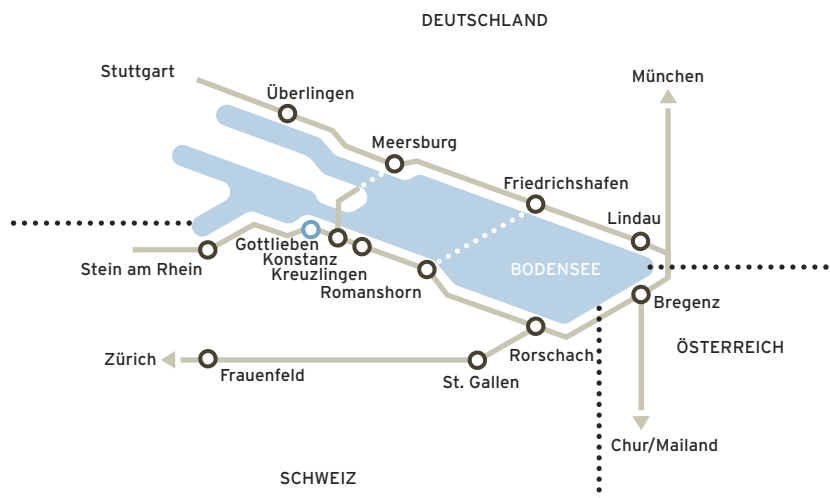 DEUTSCHLAND
Stuttgart
München
Überlingen
Meersburg
Friedrichshafen
Lindau
Gottlieben
Konstanz
Kreuzlingen
Stein am Rhein
BODENSEE
Romanshorn
Bregenz
Rorschach
ÖSTERREICH
Zürich
Frauenfeld
St. Gallen
Chur/Mailand
SCHWEIZ